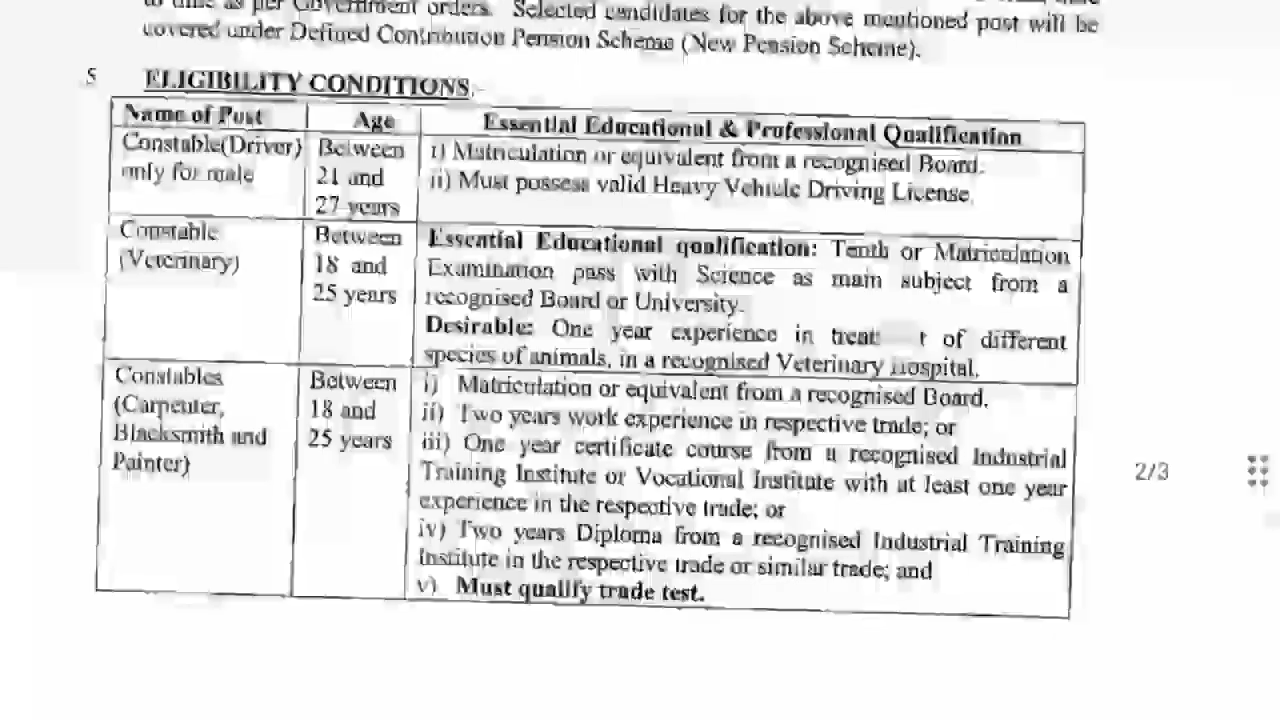 to time as per Government orders. Selected candidates for the above mentioned post will be
covered under Defined Contribution Pension Scheme (New Pension Scheme).
5 ELIGIBILITY CONDITIONS.-
Name of Post Age Essential Educational & Professional Qualification
Constable(Driver) only for male
Between 21 and 27 years
i) Matriculation or equivalent from a recognised Board.
ii) Must possess valid Heavy Vehicle Driving License.
Constable (Veterinary)
Between 18 and 25 years
Essential Educational qualification: Tenth or Matriculation
Examination pass with Science as main subject from a
recognised Board or University.
Desirable: One year experience in treat t of different
species of animals, in a recognised Veterinary Hospital.
Constables (Carpenter, Blacksmith and Painter)
Between 18 and 25 years
i) Matriculation or equivalent from a recognised Board.
ii) Two years work experience in respective trade; or
iii) One year certificate course from a recognised Industrial
Training Institute or Vocational Institute with at least one year
experience in the respective trade; or
iv) Two years Diploma from a recognised Industrial Training
Institute in the respective trade or similar trade; and
v) Must qualify trade test.
2/3